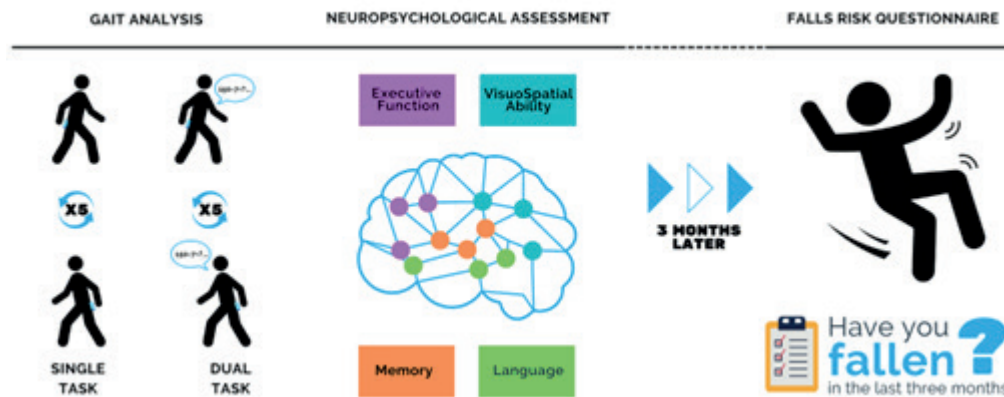 GAIT ANALYSIS
NEUROPSYCHOLOGICAL ASSESSMENT
FALLS RISK QUESTIONNAIRE
Executive
Function
VisuoSpatial
Ability
X5
X5
3 MONTHS
LATER
SINGLE
TASK
DUAL
TASK
Memory
Language
Have you
fallen ?
in the last three months